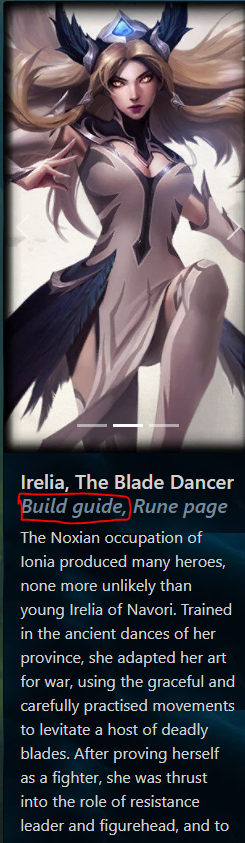 Irelia, The Blade Dancer
Build guide, Rune page
The Noxian occupation of
Ionia produced many heroes,
none more unlikely than
young Irelia of Navori. Trained
in the ancient dances of her
province, she adapted her art
for war, using the graceful and
carefully practised movements
to levitate a host of deadly
blades. After proving herself
as a fighter, she was thrust
into the role of resistance
leader and figurehead, and to